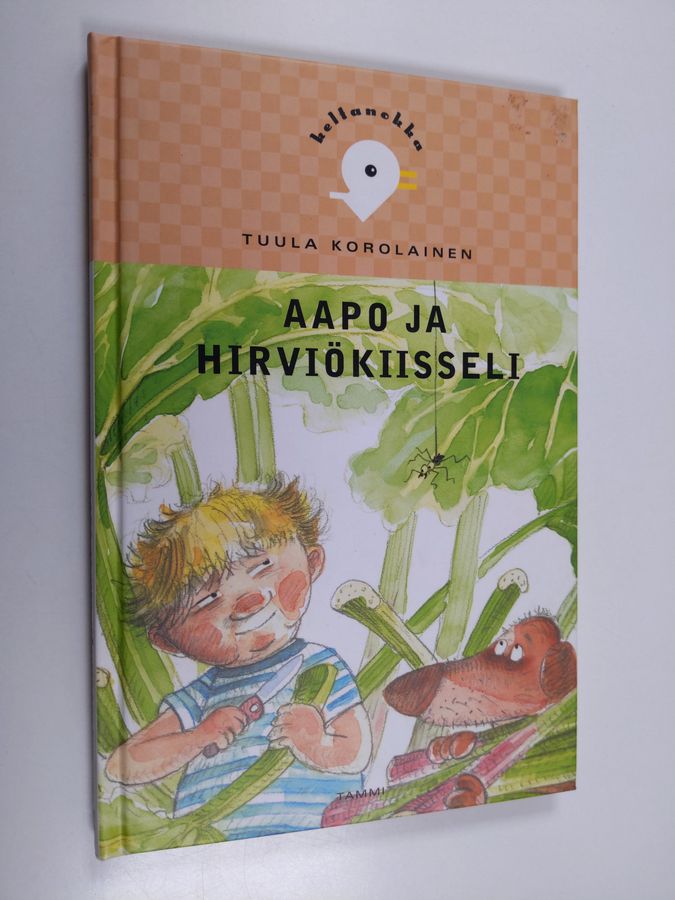 kellanokka
TUULA KOROLAINEN
AAPO JA
HIRVIÖKIISSELI
TAMMI